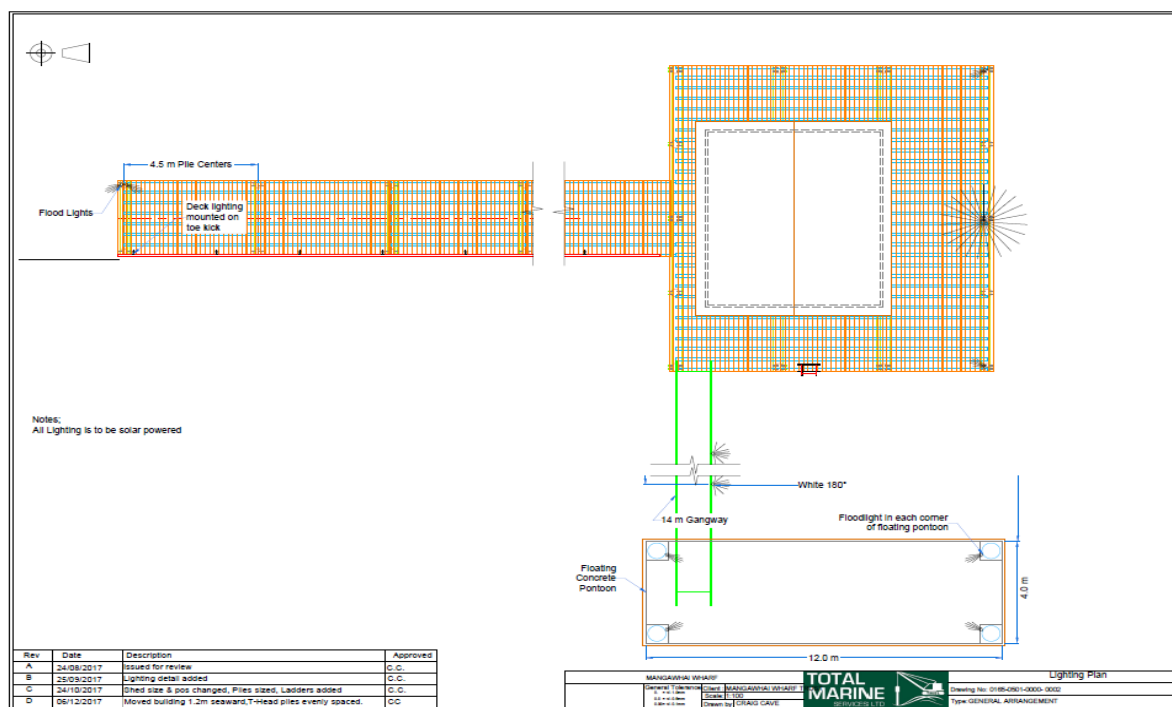 4.5 m Pile Centers
Flood Lights
Deck lighting
mounted on
toe kick
Notes;
All Lighting is to be solar powered
White 180°
14 m Gangway
Floodlight in each corner
of floating pontoon
Floating
Concrete
Pontoon
4.0 m
12.0 m
Rev Date Description Approved
A 24/08/2017 Issued for review C.C.
B 25/09/2017 Lighting detail added C.C.
C 24/10/2017 Shed size & pos changed, Piles sized, Ladders added C.C.
D 06/12/2017 Moved building 1.2m seaward,T-Head piles evenly spaced. CC
MANGAWHAI WHARF
General Tolerance
Client: MANGAWHAI WHARF T
Scale: 1:100
Drawn by CRAIG CAVE
TOTAL
MARINE
SERVICES LTD
Lighting Plan
Drawing No: 0165-0501-0000- 0002
Type: GENERAL ARRANGEMENT